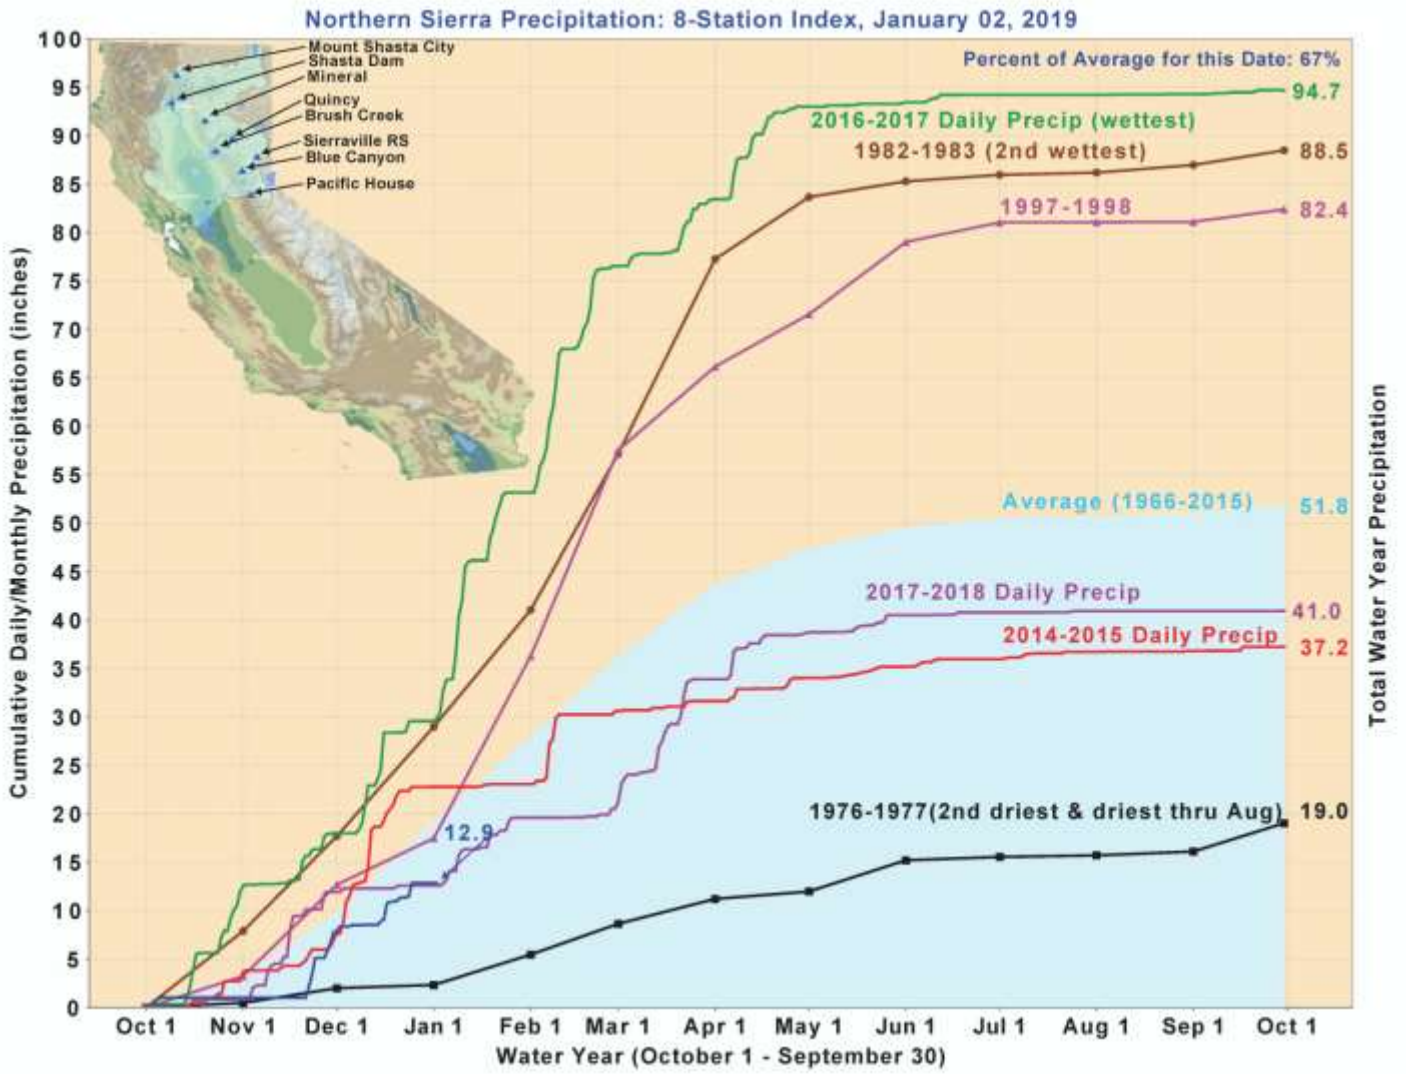 Northern Sierra Precipitation: 8-Station Index, January 02, 2019
Percent of Average for this Date: 67%
Mount Shasta City
Shasta Dam
Mineral
Quincy
Brush Creek
Sierraville RS
Blue Canyon
Pacific House
Cumulative Daily/Monthly Precipitation (inches)
100
95
90
85
80
75
70
65
60
55
50
45
40
35
30
25
20
15
10
5
0
2016-2017 Daily Precip (wettest)
94.7
1982-1983 (2nd wettest)
88.5
1997-1998
82.4
Average (1966-2015)
51.8
2017-2018 Daily Precip
41.0
2014-2015 Daily Precip
37.2
1976-1977(2nd driest & driest thru Aug)
19.0
12.9
Total Water Year Precipitation
Oct 1 Nov 1 Dec 1 Jan 1 Feb 1 Mar 1 Apr 1 May 1 Jun 1 Jul 1 Aug 1 Sep 1 Oct 1
Water Year (October 1 - September 30)